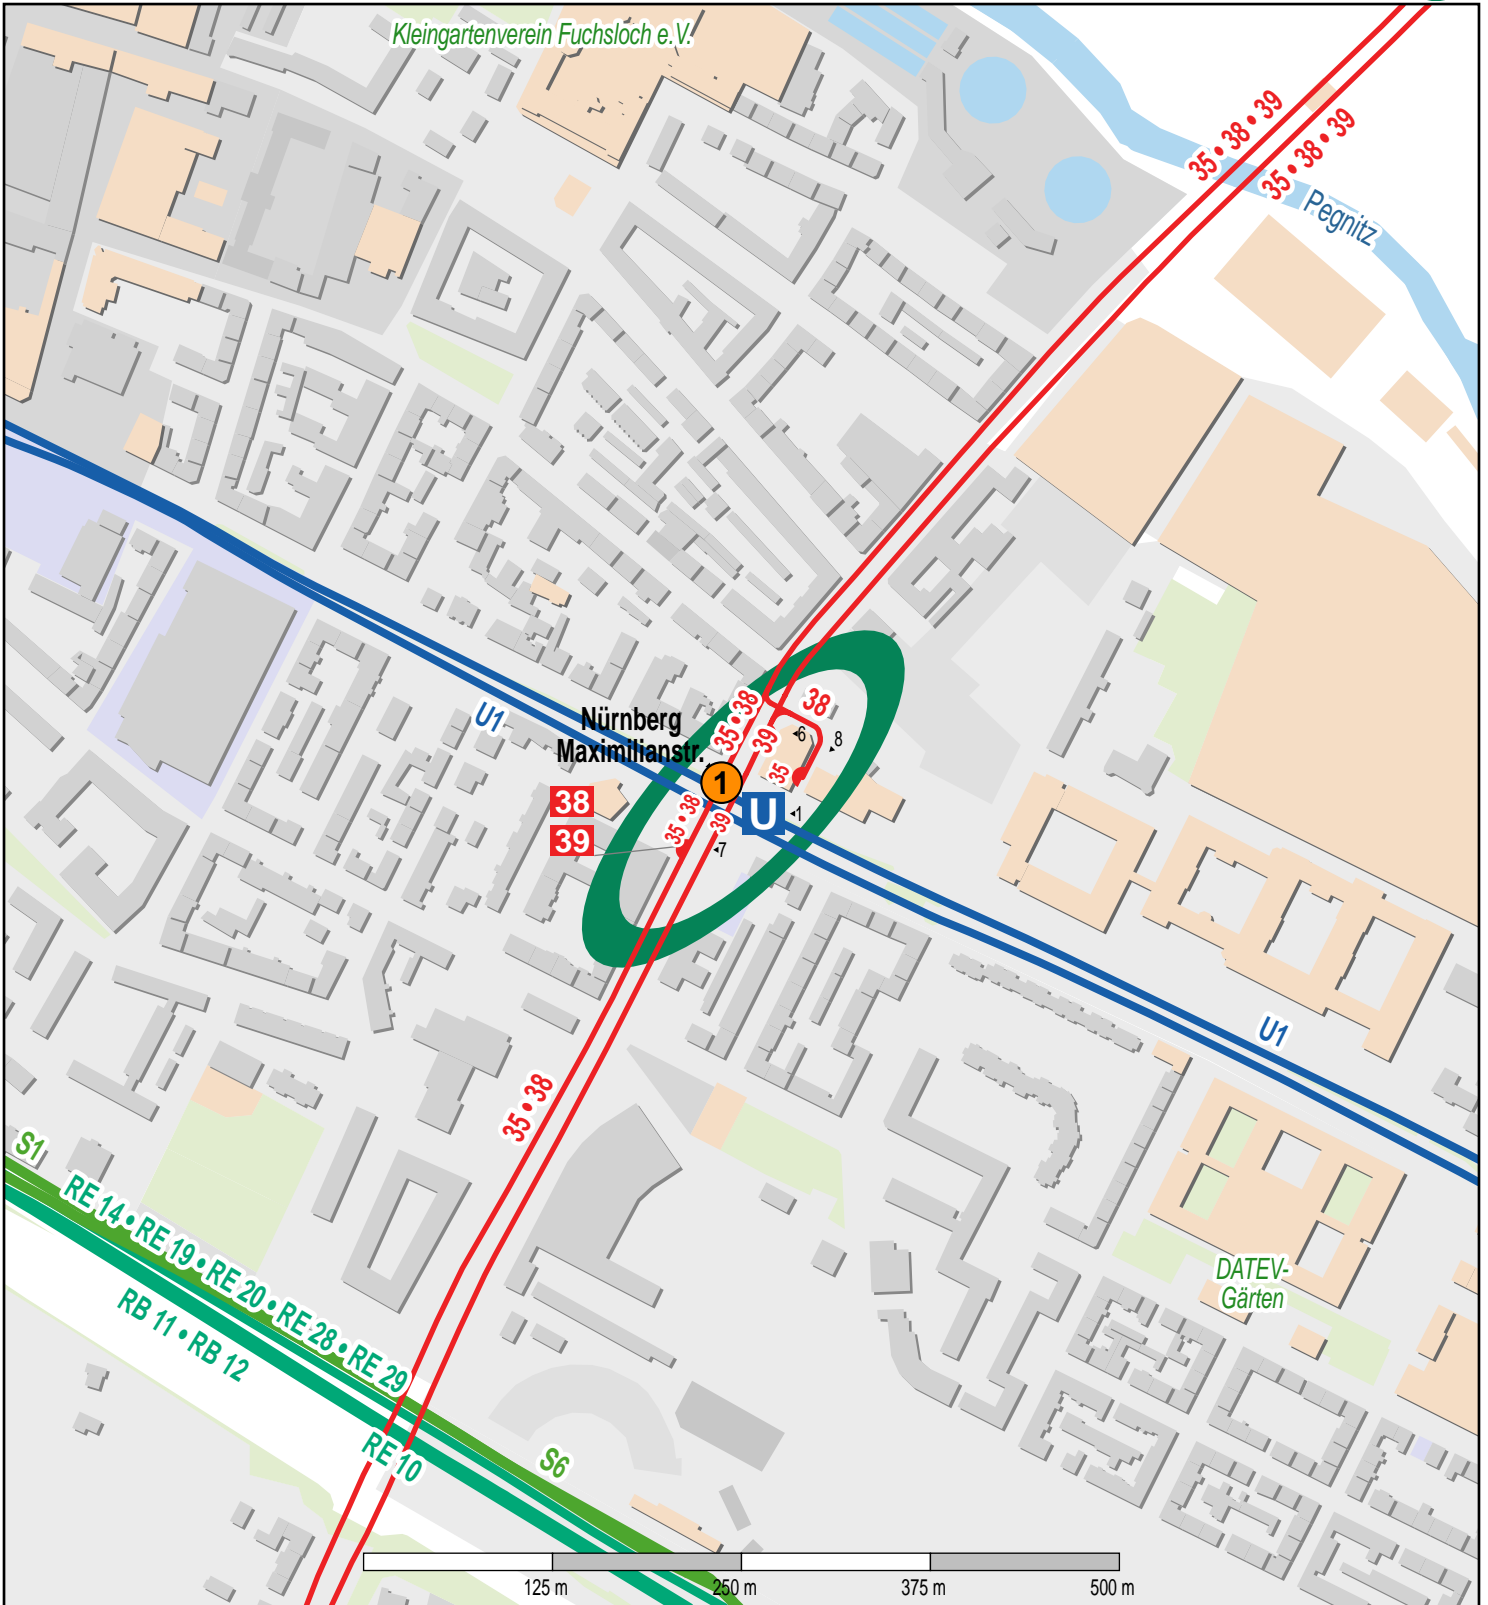 Kleingartenverein Fuchsloch e.V.
35 • 38 • 39
35 • 38 • 39
Pegnitz
U1
Nürnberg
Maximilianstr.
35 • 38
38
39
6
8
35
1
U
1
38
39
35 • 38
39
7
U1
35 • 38
S1
RE 14 • RE 19 • RE 20 • RE 28 • RE 29
RB 11 • RB 12
RE 10
S6
DATEV-
Gärten
125 m
250 m
375 m
500 m